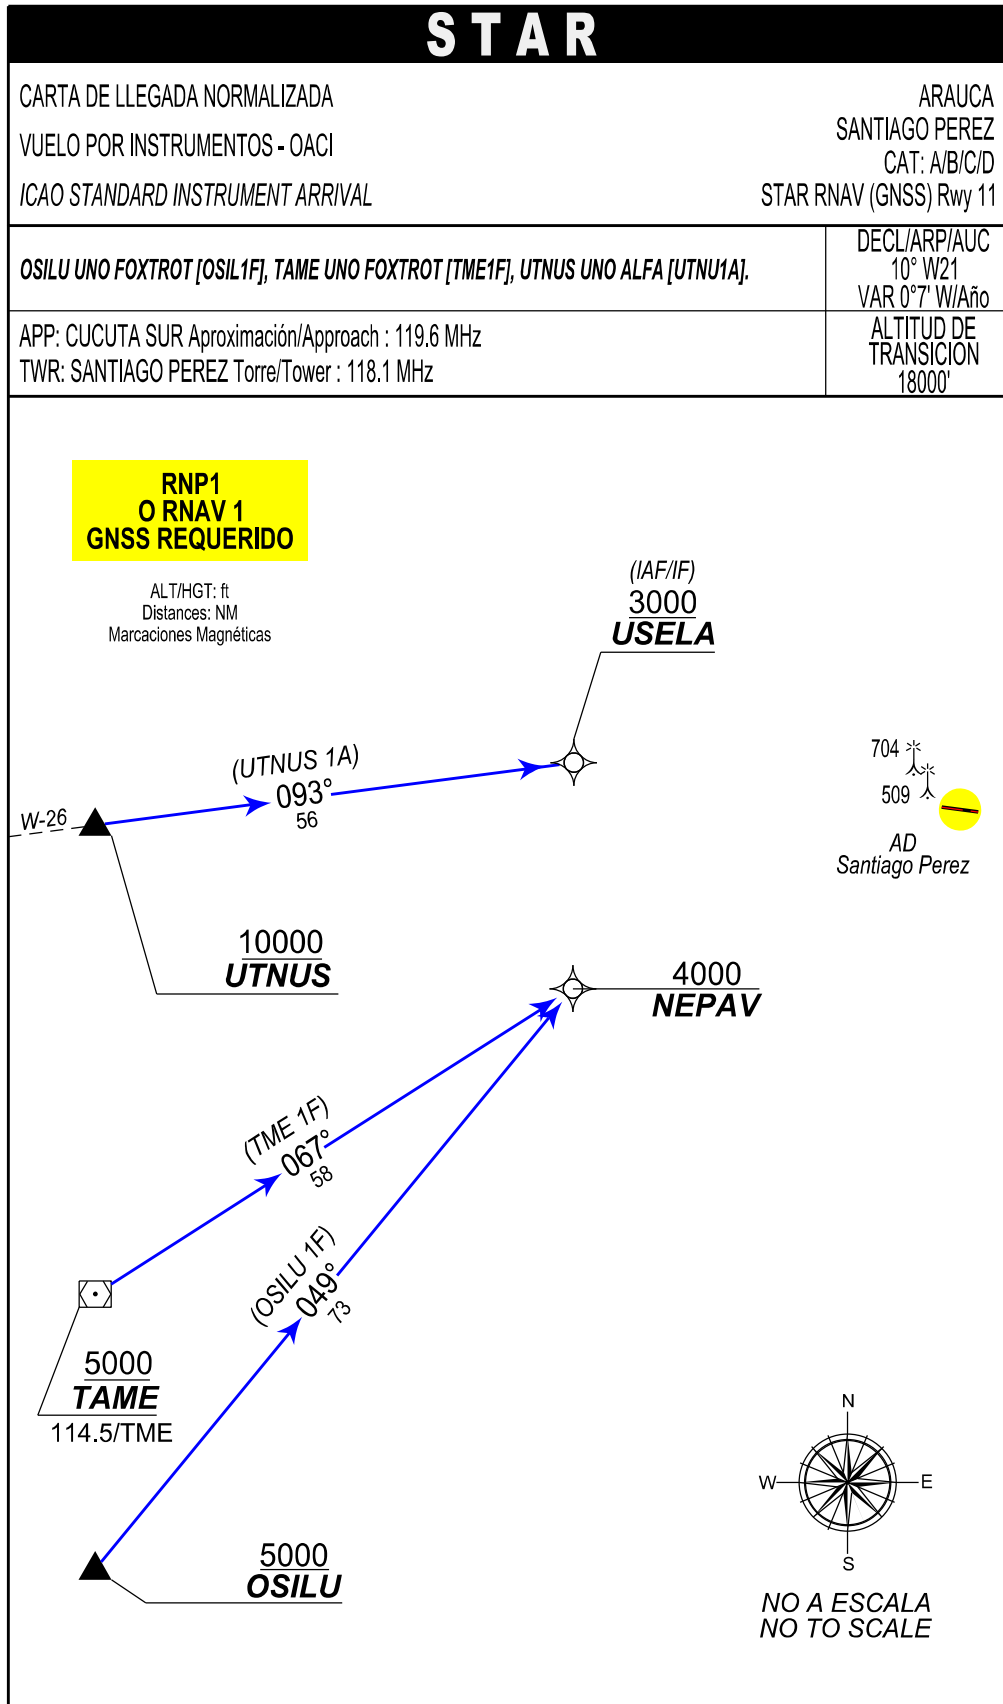 STAR
CARTA DE LLEGADA NORMALIZADA
VUELO POR INSTRUMENTOS - OACI
ICAO STANDARD INSTRUMENT ARRIVAL
ARAUCA
SANTIAGO PEREZ
CAT: A/B/C/D
STAR RNAV (GNSS) Rwy 11
OSILU UNO FOXTROT [OSIL1F], TAME UNO FOXTROT [TME1F], UTNUS UNO ALFA [UTNU1A].
DECL/ARP/AUC
10° W21
VAR 0°7' W/Año
APP: CUCUTA SUR Aproximación/Approach : 119.6 MHz
TWR: SANTIAGO PEREZ Torre/Tower : 118.1 MHz
ALTITUD DE
TRANSICION
18000'
RNP1
O RNAV 1
GNSS REQUERIDO
ALT/HGT: ft
Distances: NM
Marcaciones Magnéticas
(IAF/IF)
3000
USELA
(UTNUS 1A)
093°
56
W-26
704
509
AD
Santiago Perez
10000
UTNUS
4000
NEPAV
(TME 1F)
067°
58
(OSILU 1F)
049°
73
5000
TAME
114.5/TME
5000
OSILU
N
W
E
S
NO A ESCALA
NO TO SCALE